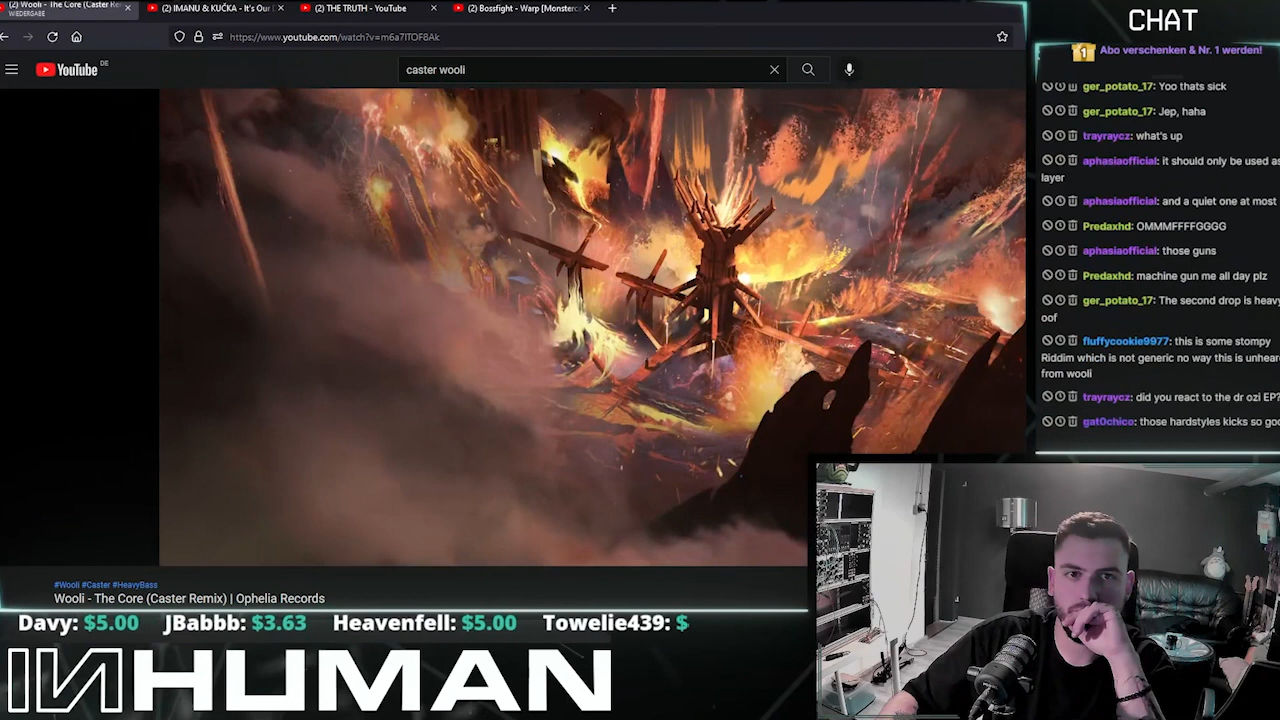 (2) Wooli - The Core (Caster Re
WIEDERGABE
(2) IMANU & KUČKA - It's Our
(2) THE TRUTH - YouTube
(2) Bossfight - Warp [Monsterca
https://www.youtube.com/watch?v=m6a7ITOF8Ak
YouTube DE
caster wooli
CHAT
1 Abo verschenken & Nr. 1 werden!
ger_potato_17: Yoo thats sick
ger_potato_17: Jep, haha
trayraycz: what's up
aphasiaofficial: it should only be used as
layer
aphasiaofficial: and a quiet one at most
Predaxhd: OMMMFFFFGGGG
aphasiaofficial: those guns
Predaxhd: machine gun me all day plz
ger_potato_17: The second drop is heavy
oof
fluffycookie9977: this is some stompy
Riddim which is not generic no way this is unhear
from wooli
trayraycz: did you react to the dr ozi EP?
gat0chico: those hardstyles kicks so goo
#Wooli #Caster #HeavyBass
Wooli - The Core (Caster Remix) | Ophelia Records
Davy: $5.00 JBabbb: $3.63 Heavenfell: $5.00 Towelie439: $
INHUMAN